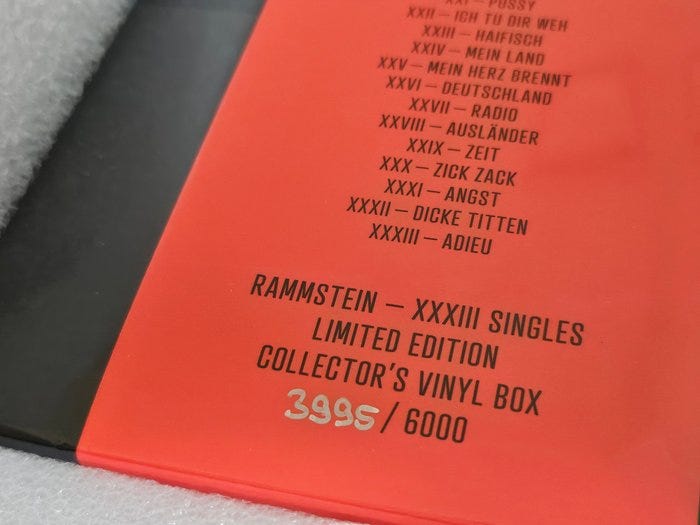 XXI – PUSSY
XXII – ICH TU DIR WEH
XXIII – HAIFISCH
XXIV – MEIN LAND
XXV – MEIN HERZ BRENNT
XXVI – DEUTSCHLAND
XXVII – RADIO
XXVIII – AUSLÄNDER
XXIX – ZEIT
XXX – ZICK ZACK
XXXI – ANGST
XXXII – DICKE TITTEN
XXXIII – ADIEU
RAMMSTEIN – XXXIII SINGLES
LIMITED EDITION
COLLECTOR'S VINYL BOX
3995 / 6000